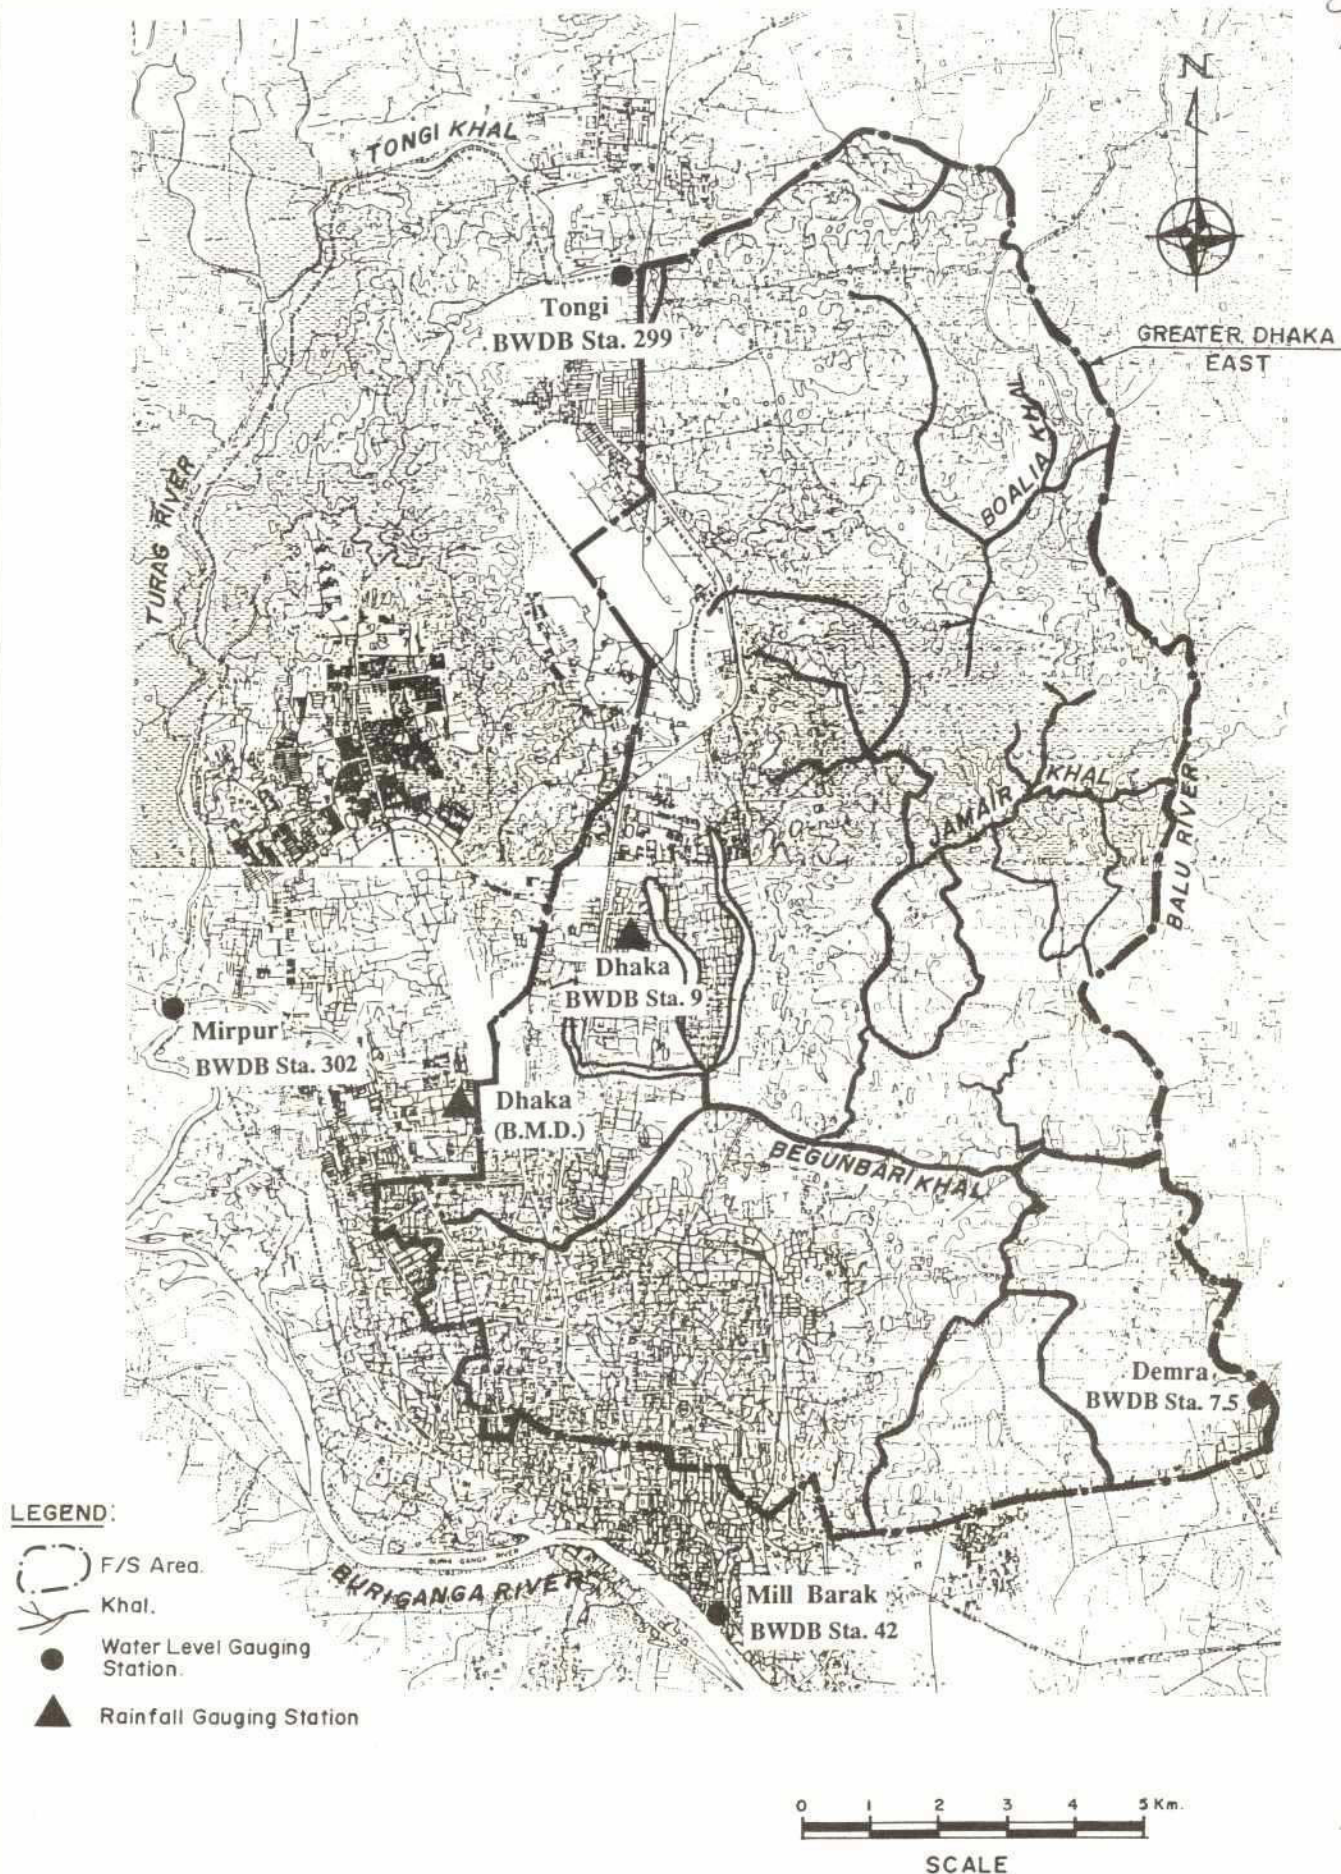 TONGI KHAL
N
Tongi
BWDB Sta. 299
GREATER DHAKA
EAST
TURAG RIVER
BOALIA KHAL
JAMAIR KHAL
BALU RIVER
Dhaka
BWDB Sta. 9
Mirpur
BWDB Sta. 302
Dhaka
(B.M.D.)
BEGUNBARI KHAL
Demra
BWDB Sta. 7.5
BURIGANGA RIVER
Mill Barak
BWDB Sta. 42
LEGEND:
F/S Area.
Khal.
Water Level Gauging
Station.
Rainfall Gauging Station
0 1 2 3 4 5 Km.
SCALE